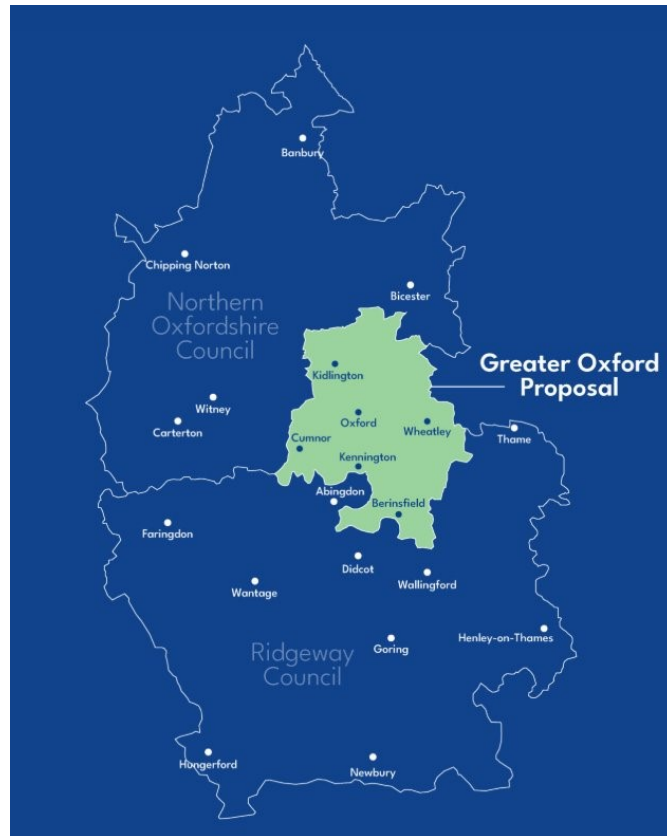 Banbury
Chipping Norton
Bicester
Northern
Oxfordshire
Council
Kidlington
Greater Oxford
Proposal
Witney
Carterton
Oxford
Wheatley
Thame
Cumnor
Kennington
Abingdon
Berinsfield
Faringdon
Didcot
Wantage
Wallingford
Goring
Henley-on-Thames
Ridgeway
Council
Hungerford
Newbury